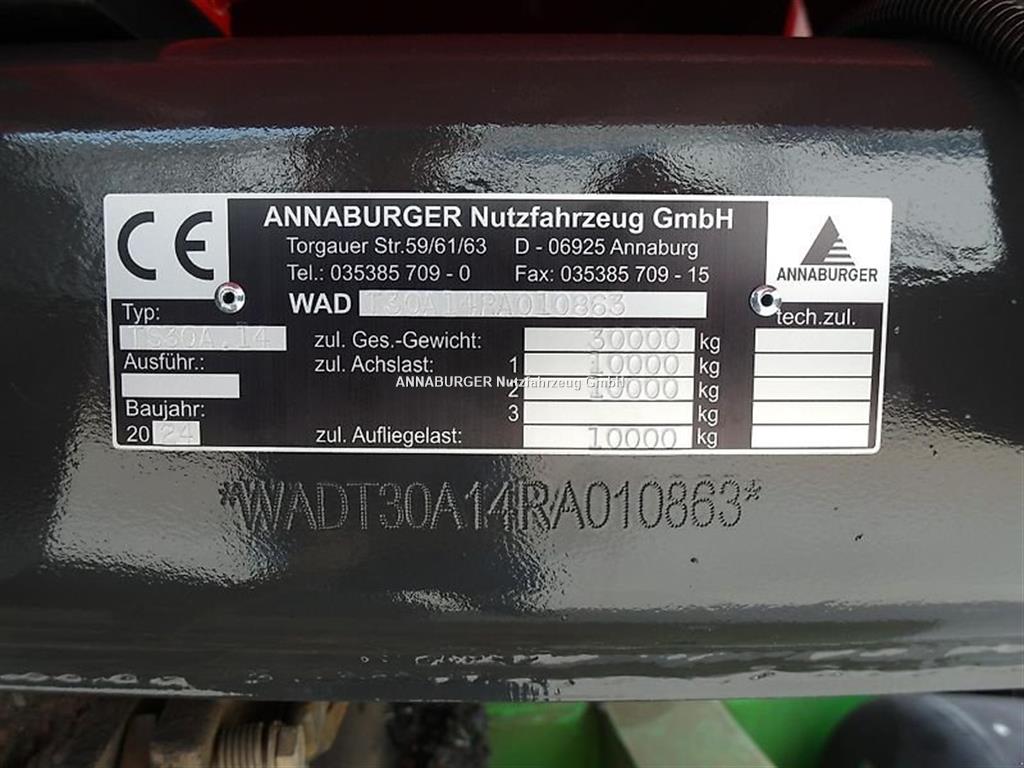 CE
ANNABURGER Nutzfahrzeug GmbH
Torgauer Str.59/61/63 D - 06925 Annaburg
Tel.: 035385 709 - 0 Fax: 035385 709 - 15
ANNABURGER
WAD T30A14RA010863
Typ:
TS30A.14
Ausführ.:
Baujahr:
2024
tech.zul.
zul. Ges.-Gewicht: 30000 kg
zul. Achslast: 1 10000 kg
2 10000 kg
3 kg
zul. Aufliegelast: 10000 kg
ANNABURGER Nutzfahrzeug GmbH
*WADT30A14RA010863*